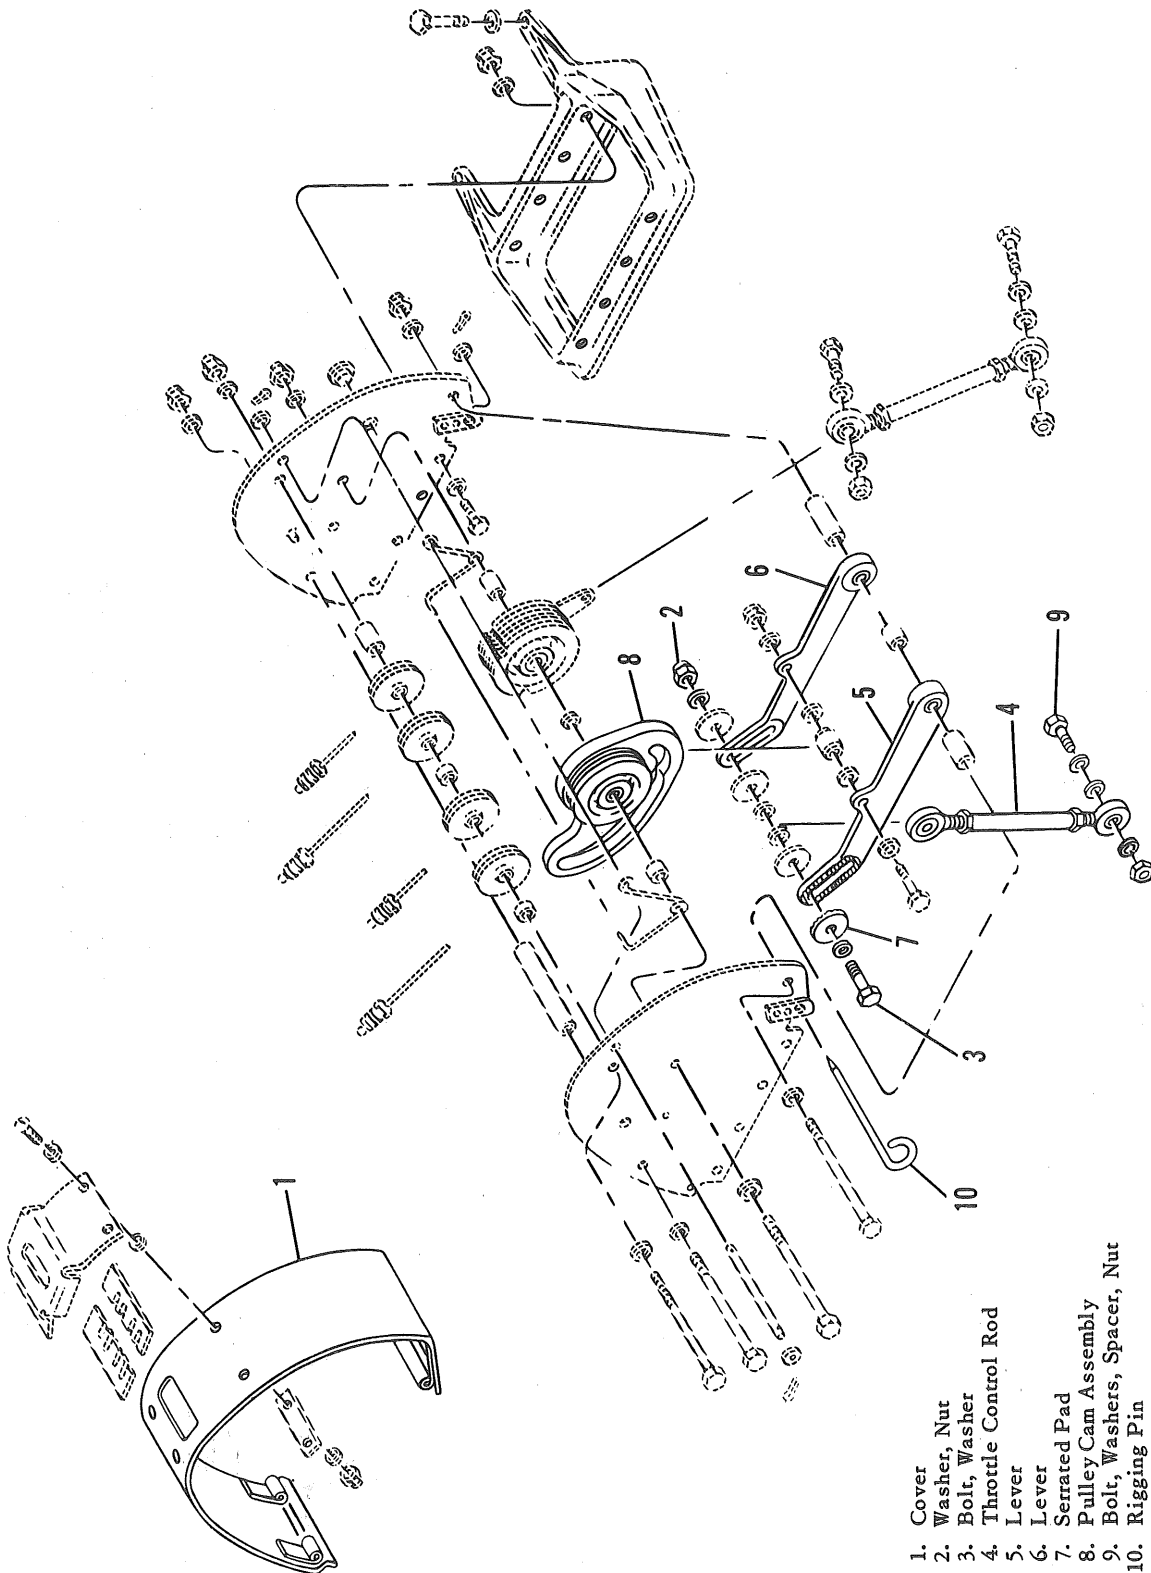 1
2
3
4
5
6
7
8
9
10
1. Cover
2. Washer, Nut
3. Bolt, Washer
4. Throttle Control Rod
5. Lever
6. Lever
7. Serrated Pad
8. Pulley Cam Assembly
9. Bolt, Washers, Spacer, Nut
10. Rigging Pin